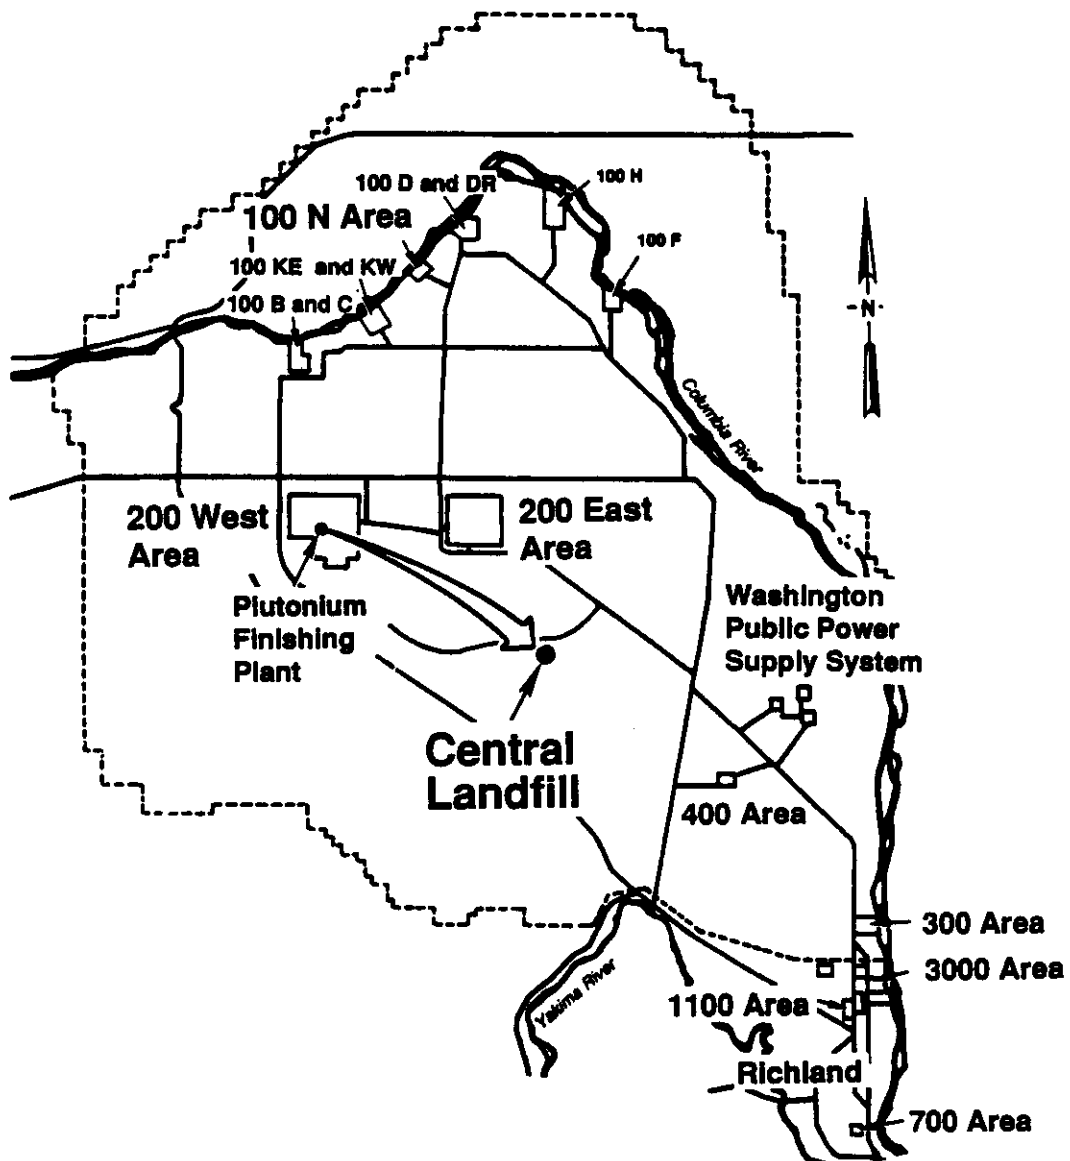 100 D and DR
100 H
100 N Area
100 F
100 KE and KW
100 B and C
-N-
Columbia River
200 West
Area
200 East
Area
Plutonium
Finishing
Plant
Washington
Public Power
Supply System
Central
Landfill
400 Area
300 Area
3000 Area
1100 Area
Yakima River
Richland
700 Area